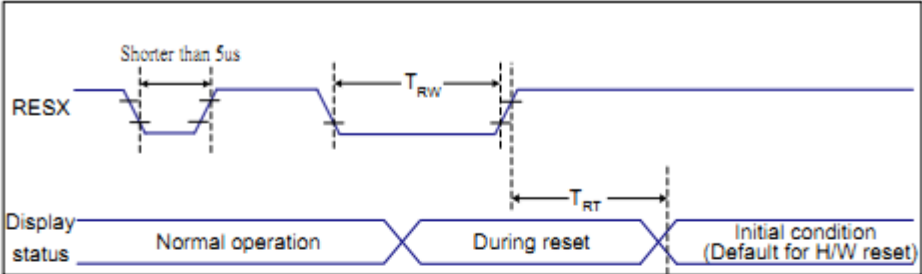 Shorter than 5us
RESX
TRW
TRT
Display
status
Normal operation
During reset
Initial condition
(Default for H/W reset)